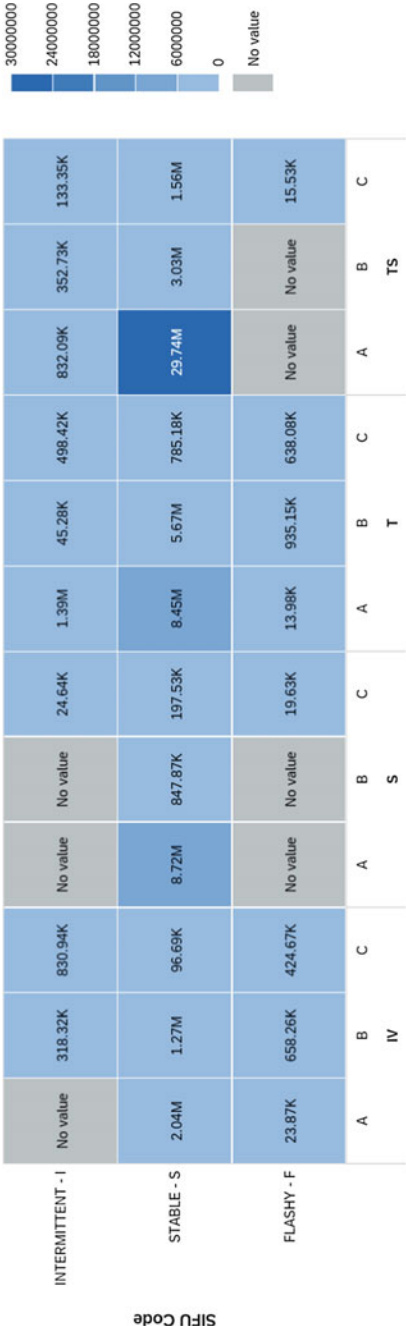 SIFU Code
INTERMITTENT - I
No value
318.32K
830.94K
No value
No value
24.64K
1.39M
45.28K
498.42K
832.09K
352.73K
133.35K
STABLE - S
2.04M
1.27M
96.69K
8.72M
847.87K
197.53K
8.45M
5.67M
785.18K
29.74M
3.03M
1.56M
FLASHY - F
23.87K
658.26K
424.67K
No value
No value
19.63K
13.98K
935.15K
638.08K
No value
No value
15.53K
A B C A B C A B C A B C
IV S T TS
30000000
24000000
18000000
12000000
6000000
0
No value